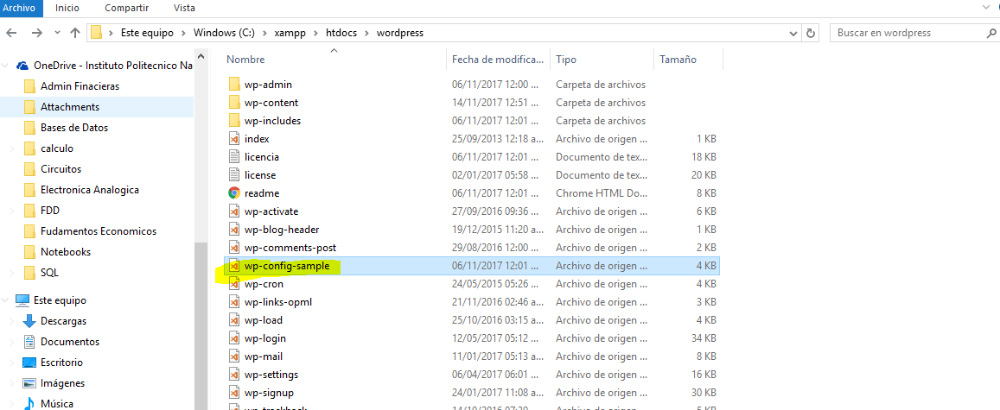 Archivo Inicio Compartir Vista
Este equipo Windows (C:) xampp htdocs wordpress Buscar en wordpress
OneDrive - Instituto Politecnico Na
Admin Finacieras
Attachments
Bases de Datos
calculo
Circuitos
Electronica Analogica
FDD
Fudamentos Economicos
Notebooks
SQL
Este equipo
Descargas
Documentos
Escritorio
Imágenes
Música
Nombre Fecha de modifica... Tipo Tamaño
wp-admin 06/11/2017 12:00 ... Carpeta de archivos
wp-content 14/11/2017 12:51 ... Carpeta de archivos
wp-includes 06/11/2017 12:01 ... Carpeta de archivos
index 25/09/2013 12:18 a... Archivo de origen ... 1 KB
licencia 06/11/2017 12:01 ... Documento de tex... 18 KB
license 02/01/2017 05:58 ... Documento de tex... 20 KB
readme 06/11/2017 12:01 ... Chrome HTML Do... 8 KB
wp-activate 27/09/2016 09:36 ... Archivo de origen ... 6 KB
wp-blog-header 19/12/2015 11:20 a... Archivo de origen ... 1 KB
wp-comments-post 29/08/2016 12:00 ... Archivo de origen ... 2 KB
wp-config-sample 06/11/2017 12:01 ... Archivo de origen ... 4 KB
wp-cron 24/05/2015 05:26 ... Archivo de origen ... 4 KB
wp-links-opml 21/11/2016 02:46 a... Archivo de origen ... 3 KB
wp-load 25/10/2016 03:15 a... Archivo de origen ... 4 KB
wp-login 12/05/2017 05:12 ... Archivo de origen ... 34 KB
wp-mail 11/01/2017 05:13 a... Archivo de origen ... 8 KB
wp-settings 06/04/2017 06:01 ... Archivo de origen ... 16 KB
wp-signup 24/01/2017 11:08 a... Archivo de origen ... 30 KB